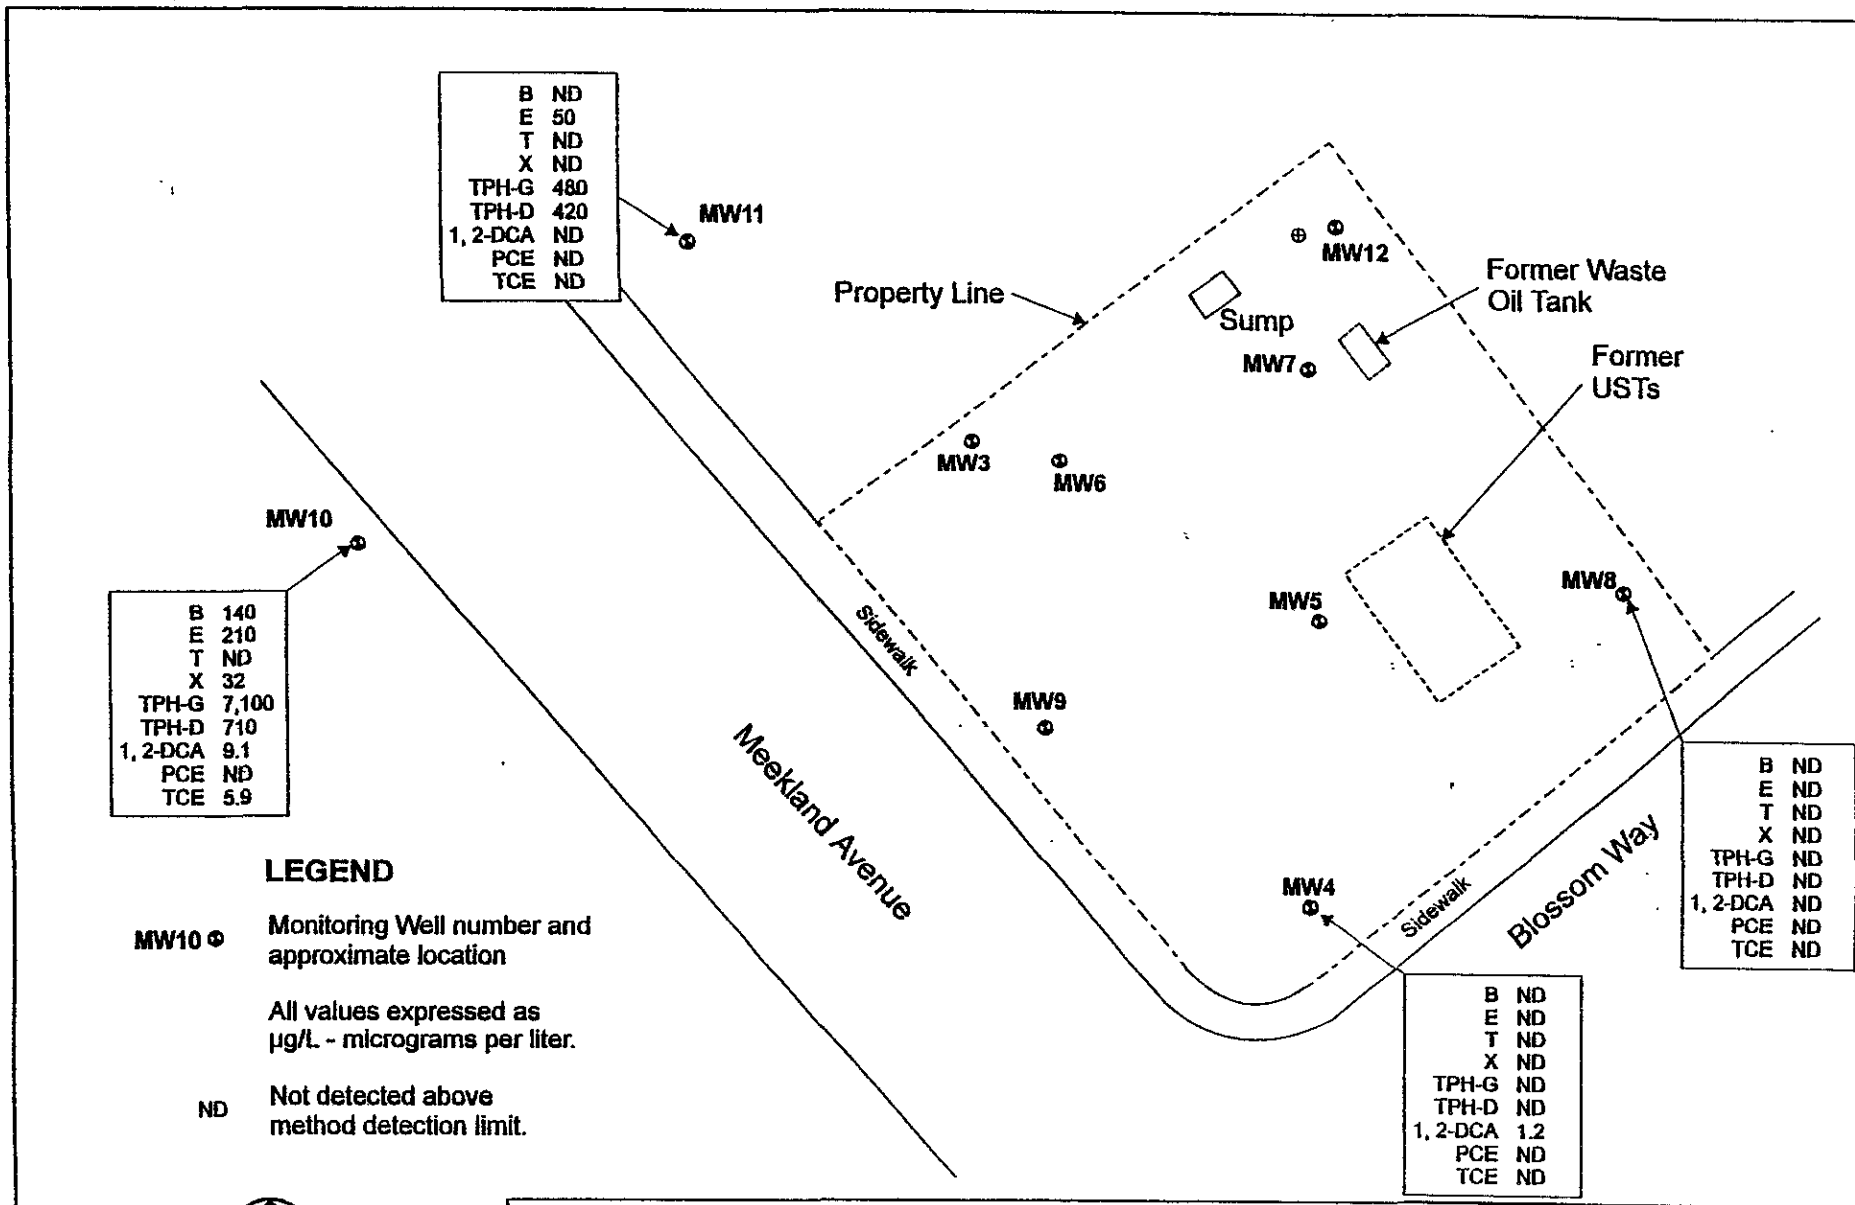 B ND
E 50
T ND
X ND
TPH-G 480
TPH-D 420
1, 2-DCA ND
PCE ND
TCE ND
MW11
MW12
Property Line
Sump
Former Waste
Oil Tank
MW7
Former
USTs
MW3
MW6
MW10
MW8
MW5
Sidewalk
MW9
B 140
E 210
T ND
X 32
TPH-G 7,100
TPH-D 710
1, 2-DCA 9.1
PCE ND
TCE 5.9
Meekland Avenue
B ND
E ND
T ND
X ND
TPH-G ND
TPH-D ND
1, 2-DCA ND
PCE ND
TCE ND
MW4
Sidewalk
Blossom Way
B ND
E ND
T ND
X ND
TPH-G ND
TPH-D ND
1, 2-DCA 1.2
PCE ND
TCE ND
LEGEND
MW10
Monitoring Well number and
approximate location
All values expressed as
µg/L - micrograms per liter.
ND
Not detected above
method detection limit.